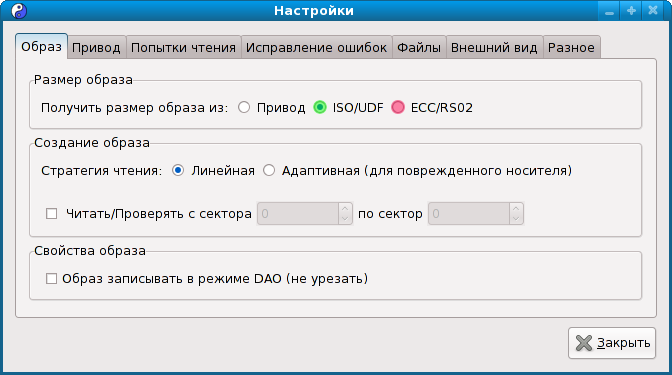 Настройки
Образ Привод Попытки чтения Исправление ошибок Файлы Внешний вид Разное
Размер образа
Получить размер образа из: Привод ISO/UDF ECC/RS02
Создание образа
Стратегия чтения: Линейная Адаптивная (для поврежденного носителя)
Читать/Проверять с сектора 0 по сектор 0
Свойства образа
Образ записывать в режиме DAO (не урезать)
Закрыть